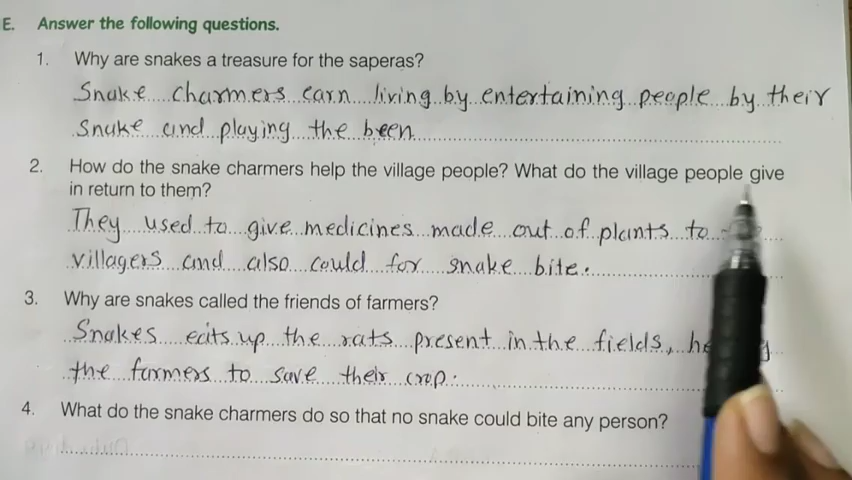 E. Answer the following questions.
1. Why are snakes a treasure for the saperas?
Snake charmers earn living by entertaining people by their
snake and playing the been
2. How do the snake charmers help the village people? What do the village people give
in return to them?
They used to give medicines made out of plants to
villagers and also could for snake bite.
3. Why are snakes called the friends of farmers?
Snakes eats up the rats present in the fields,
the farmers to save their crop.
4. What do the snake charmers do so that no snake could bite any person?